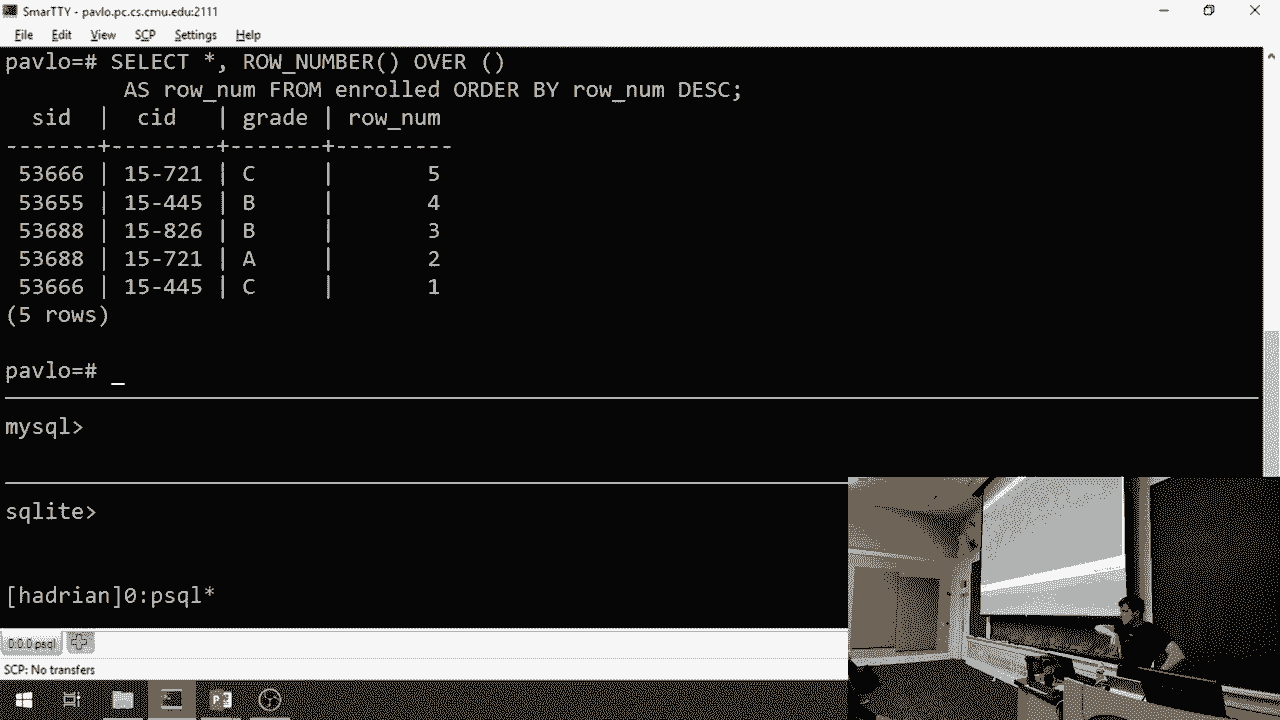 SmarTTY - pavlo.pc.cs.cmu.edu:2111
File Edit View SCP Settings Help
pavlo=# SELECT *, ROW_NUMBER() OVER ()
AS row_num FROM enrolled ORDER BY row_num DESC;
sid | cid | grade | row_num
-------+--------+-------+---------
53666 | 15-721 | C | 5
53655 | 15-445 | B | 4
53688 | 15-826 | B | 3
53688 | 15-721 | A | 2
53666 | 15-445 | C | 1
(5 rows)
pavlo=# _
mysql>
sqlite>
[hadrian]0:psql*
0:0:0 psql
SCP: No transfers